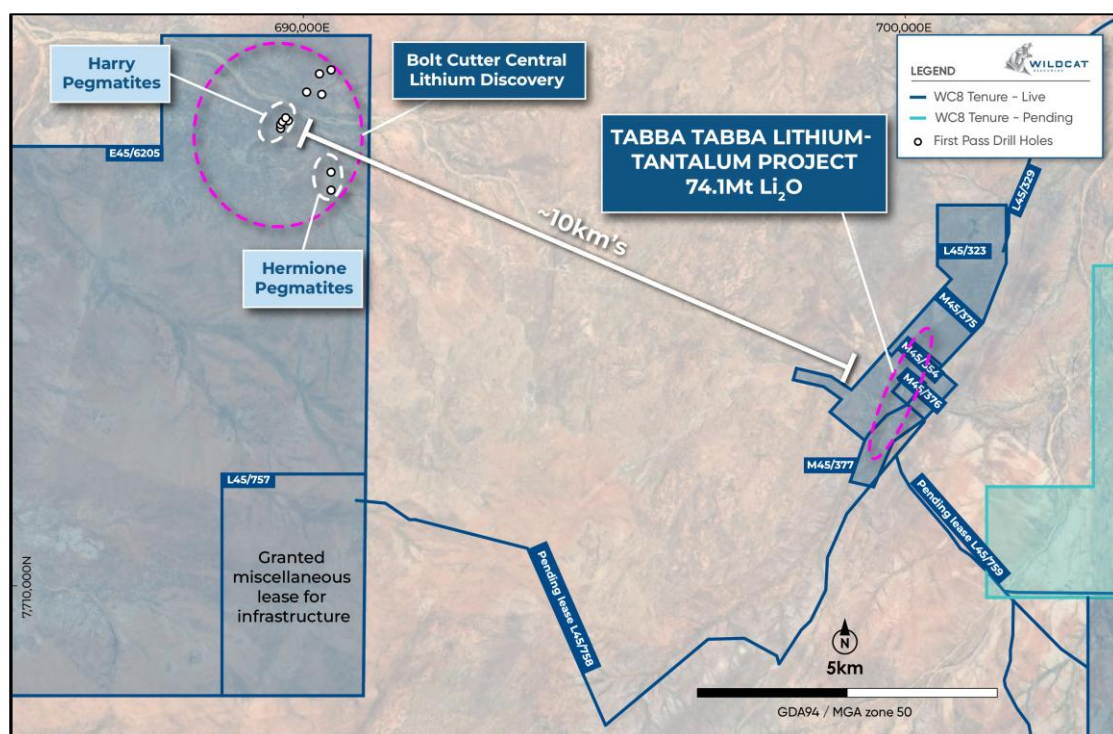 690,000E
700,000E
Harry
Pegmatites
Bolt Cutter Central
Lithium Discovery
WILDCAT
RESOURCES
LEGEND
WC8 Tenure - Live
WC8 Tenure - Pending
First Pass Drill Holes
TABBA TABBA LITHIUM-
TANTALUM PROJECT
74.1Mt Li₂O
E45/6205
L45/329
~10km's
L45/323
Hermione
Pegmatites
M45/375
M45/354
M45/376
M45/377
L45/757
Granted
miscellaneous
lease for
infrastructure
7,710,000N
Pending lease L45/758
Pending lease L45/759
N
5km
GDA94 / MGA zone 50